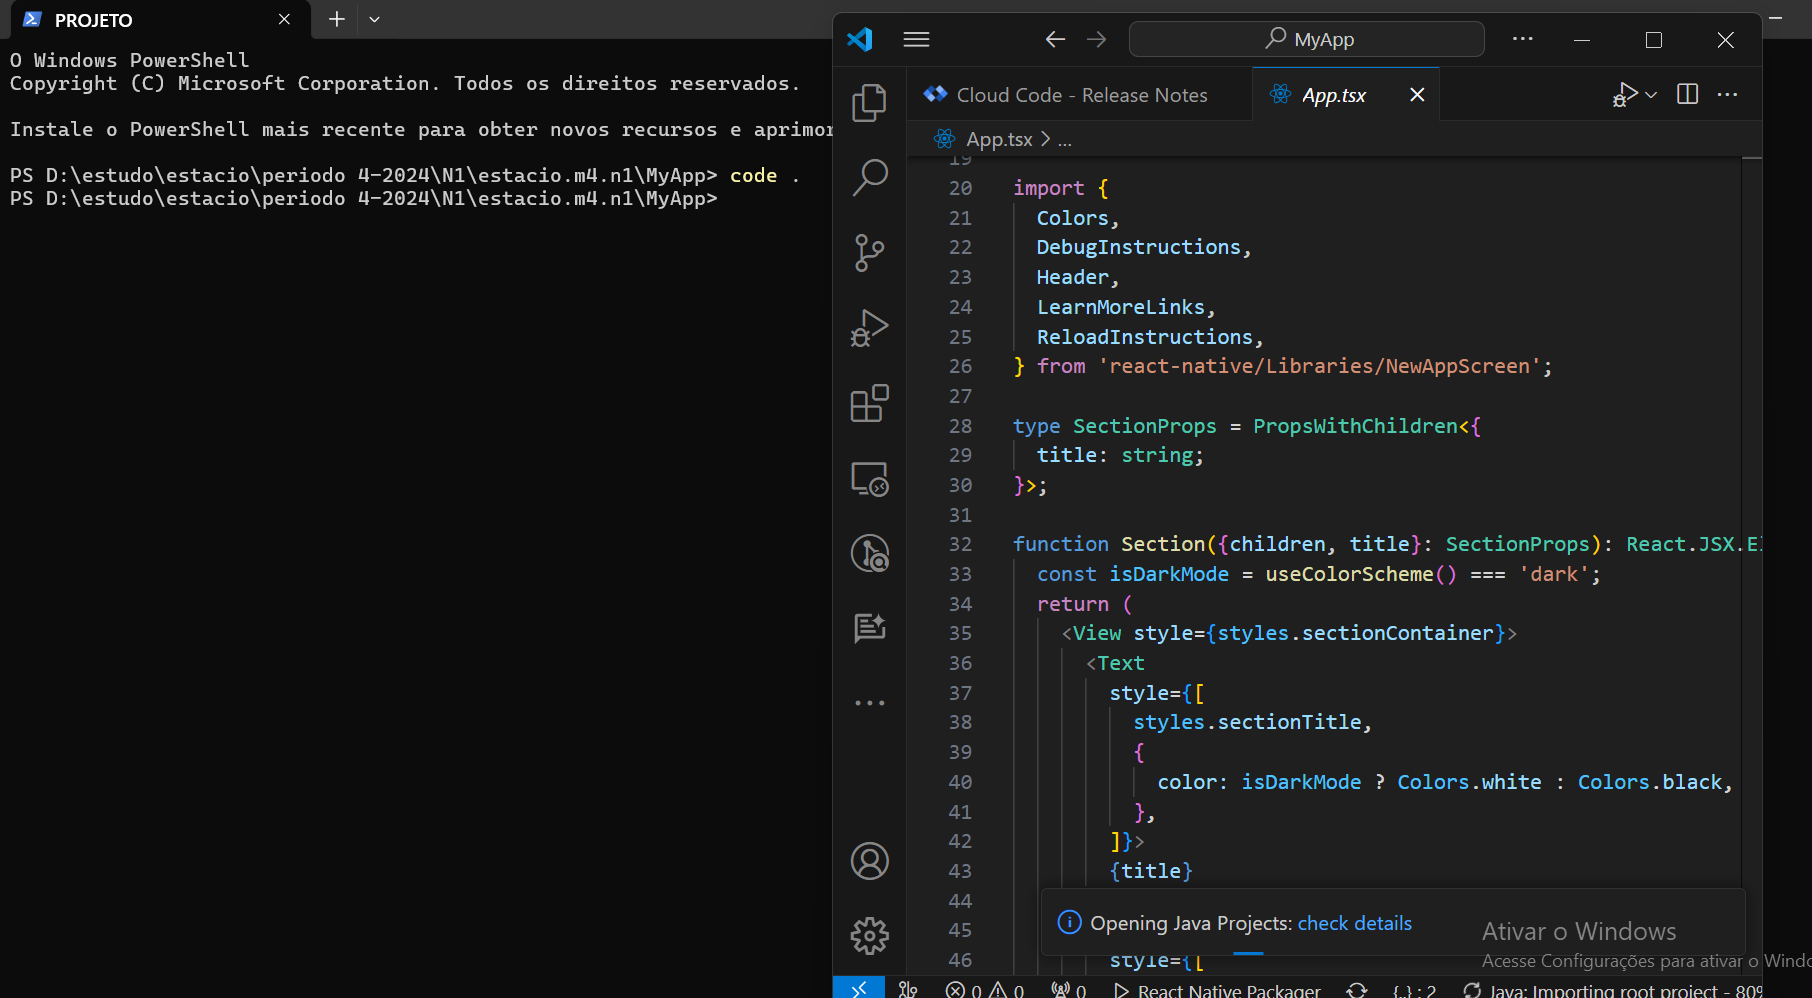 PROJETO
O Windows PowerShell
Copyright (C) Microsoft Corporation. Todos os direitos reservados.
Instale o PowerShell mais recente para obter novos recursos e aprimor
PS D:\estudo\estacio\periodo 4-2024\N1\estacio.m4.n1\MyApp> code .
PS D:\estudo\estacio\periodo 4-2024\N1\estacio.m4.n1\MyApp>
MyApp
Cloud Code - Release Notes
App.tsx
App.tsx > ...
19
20 import {
21 Colors,
22 DebugInstructions,
23 Header,
24 LearnMoreLinks,
25 ReloadInstructions,
26 } from 'react-native/Libraries/NewAppScreen';
27
28 type SectionProps = PropsWithChildren<{
29 title: string;
30 }>;
31
32 function Section({children, title}: SectionProps): React.JSX.El
33 const isDarkMode = useColorScheme() === 'dark';
34 return (
35 <View style={styles.sectionContainer}>
36 <Text
37 style={[
38 styles.sectionTitle,
39 {
40 color: isDarkMode ? Colors.white : Colors.black,
41 },
42 ]}>
43 {title}
44
45
46 style={[
Opening Java Projects: check details
Ativar o Windows
Acesse Configurações para ativar o Windo
0 0 0 React Native Packager {..} : 2 Java: Importing root project - 80%